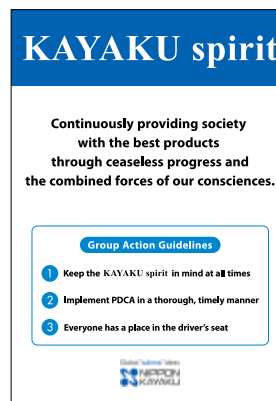 KAYAKU spirit
Continuously providing society
with the best products
through ceaseless progress and
the combined forces of our consciences.
Group Action Guidelines
1 Keep the KAYAKU spirit in mind at all times
2 Implement PDCA in a thorough, timely manner
3 Everyone has a place in the driver's seat
NIPPON
KAYAKU